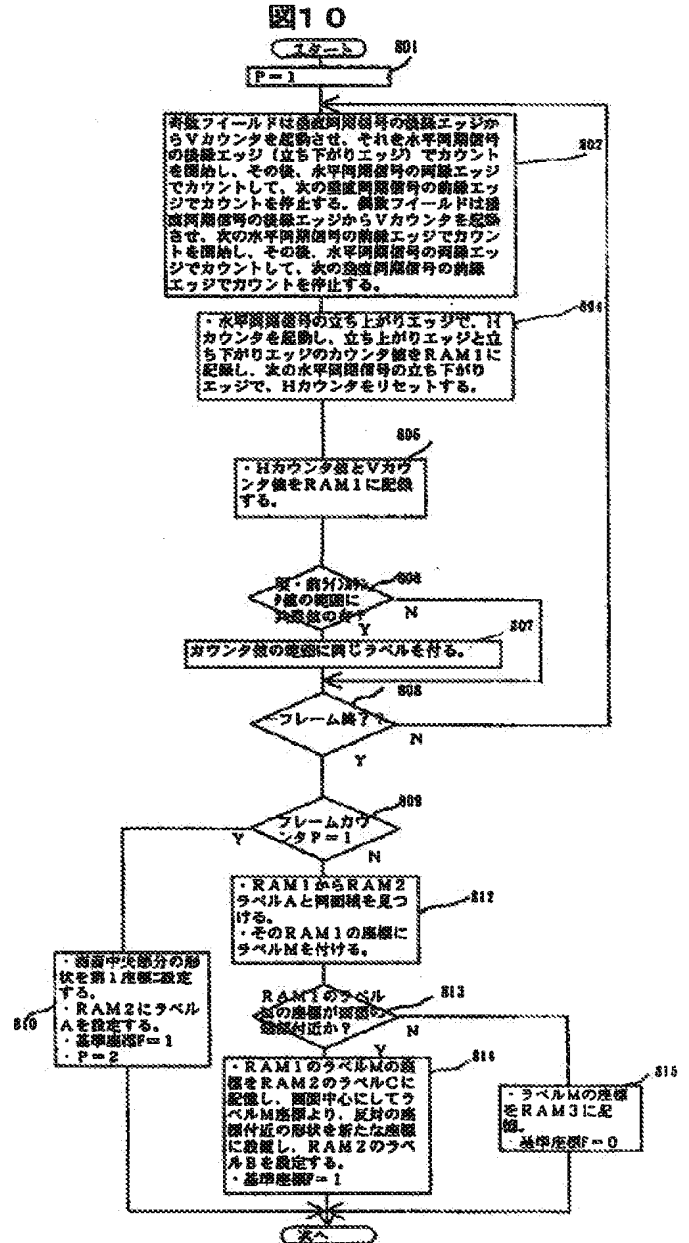 図10
スタート
801
P=1
802
奇数フイールドは垂直同期信号の後縁エッジか
らVカウンタを起動させ、それを水平同期信号
の後縁エッジ（立ち下がりエッジ）でカウント
を開始し、その後、水平同期信号の両縁エッジ
でカウントして、次の垂直同期信号の前縁エッ
ジでカウントを停止する。偶数フイールドは垂
直同期信号の後縁エッジからVカウンタを起動
させ、次の水平同期信号の前縁エッジでカウン
トを開始し、その後、水平同期信号の両縁エッ
ジでカウントして、次の垂直同期信号の前縁
エッジでカウントを停止する。
804
・水平同期信号の立ち上がりエッジで、H
カウンタを起動し、立ち上がりエッジと立
ち下がりエッジのカウンタ値をRAM1に
記録し、次の水平同期信号の立ち下がり
エッジで、Hカウンタをリセットする。
805
・Hカウンタ値とVカウ
ンタ値をRAM1に記録
する。
806
タ値の範囲に
N
Y
807
カウンタ値の範囲に同じラベルを付る。
808
一フレーム終了？
N
Y
809
フレームカウ
ンタP=1
Y
N
812
・RAM1からRAM2
ラベルAと同面積を見つ
ける。
・そのRAM1の座標に
ラベルMを付ける。
810
・画面中央部分の形
状を第1座標に設定
する。
・RAM2にラベル
Aを設定する。
・基準座標F=1
・P=2
813
RAM1のラベル
Mの座標が画面の
端部付近か？
N
Y
814
・RAM1のラベルMの座
標をRAM2のラベルCに
記憶し、画面中心にしてラ
ベルM座標より、反対の座
標付近の形状を新たな座標
に設置し、RAM2のラベ
ルBを設定する。
・基準座標F=1
815
・ラベルMの座標
をRAM3に記
憶。
・基準座標F=0
次へ